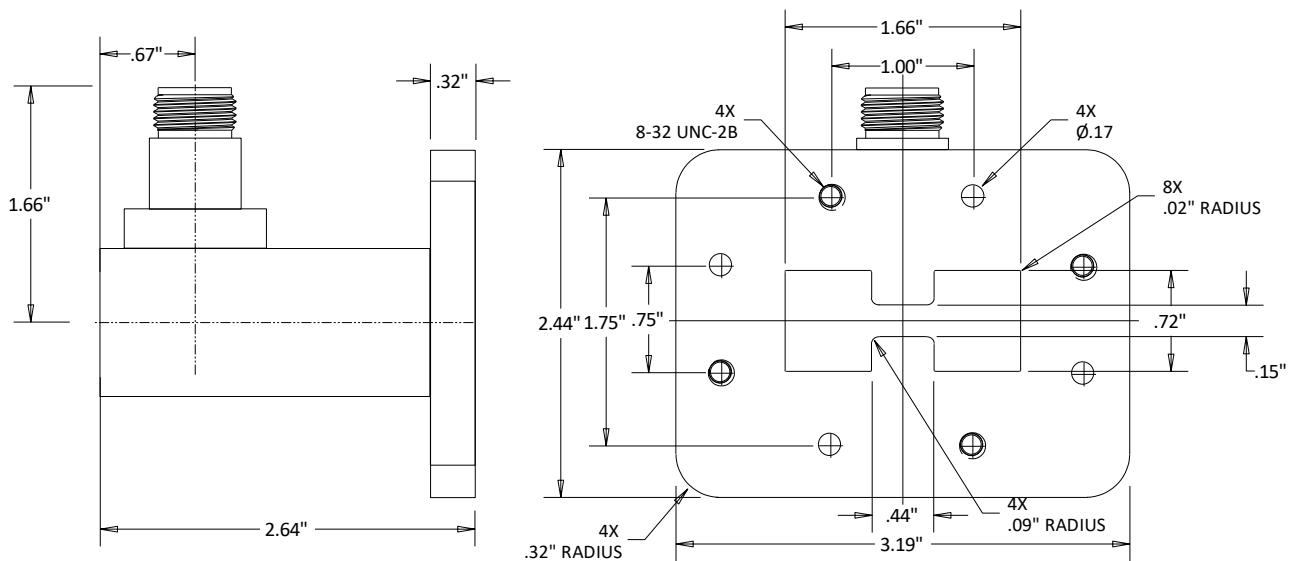 1.66"
.67"
1.00"
.32"
4X
8-32 UNC-2B
4X
Ø.17
1.66"
8X
.02" RADIUS
2.44"
1.75"
.75"
.72"
.15"
2.64"
4X
.32" RADIUS
.44"
4X
.09" RADIUS
3.19"